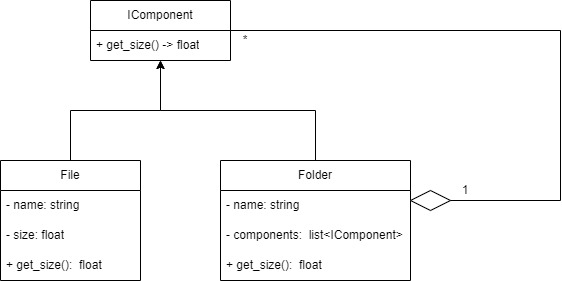 IComponent
+ get_size() -> float
*
File
- name: string
- size: float
+ get_size():  float
Folder
- name: string
- components:  list<IComponent>
+ get_size():  float
1